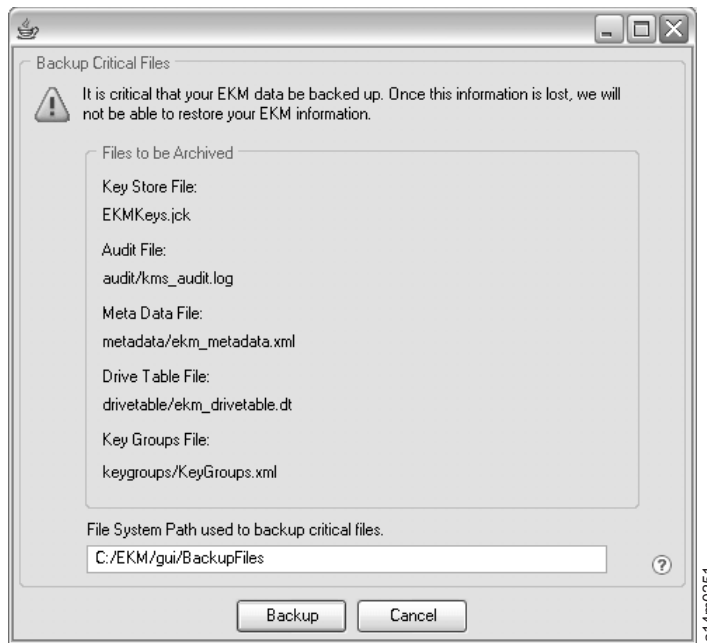 Backup Critical Files
It is critical that your EKM data be backed up. Once this information is lost, we will
not be able to restore your EKM information.
Files to be Archived
Key Store File:
EKMKeys.jck
Audit File:
audit/kms_audit.log
Meta Data File:
metadata/ekm_metadata.xml
Drive Table File:
drivetable/ekm_drivetable.dt
Key Groups File:
keygroups/KeyGroups.xml
File System Path used to backup critical files.
C:/EKM/gui/BackupFiles
?
Backup Cancel